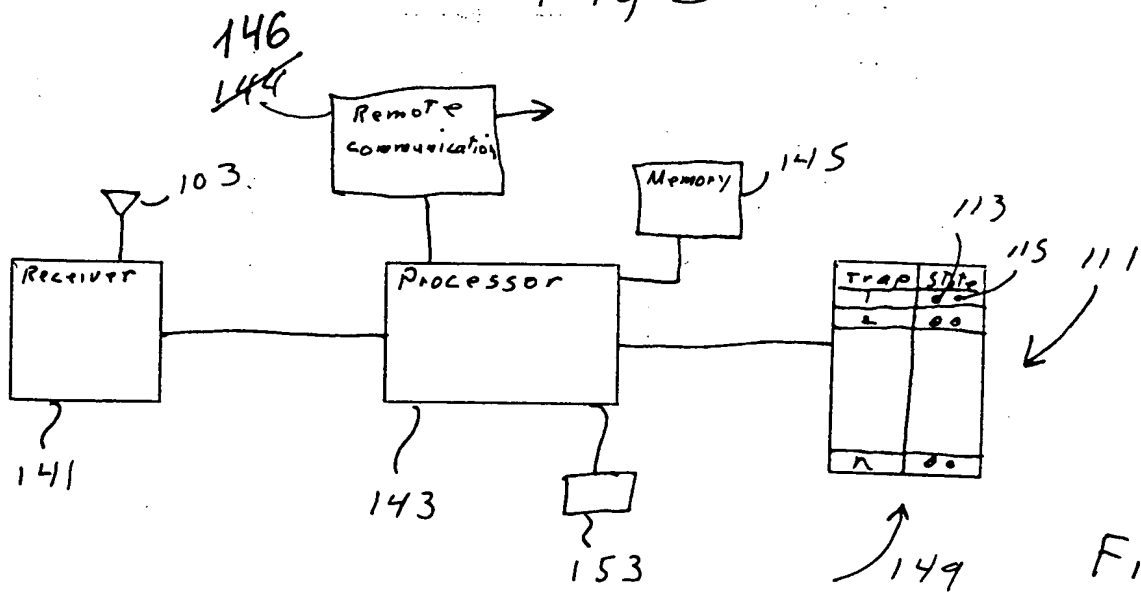 146
144
Remote
communication
103
Memory
145
113
115
111
Receiver
Processor
Trap State
1
2
n
141
143
153
149